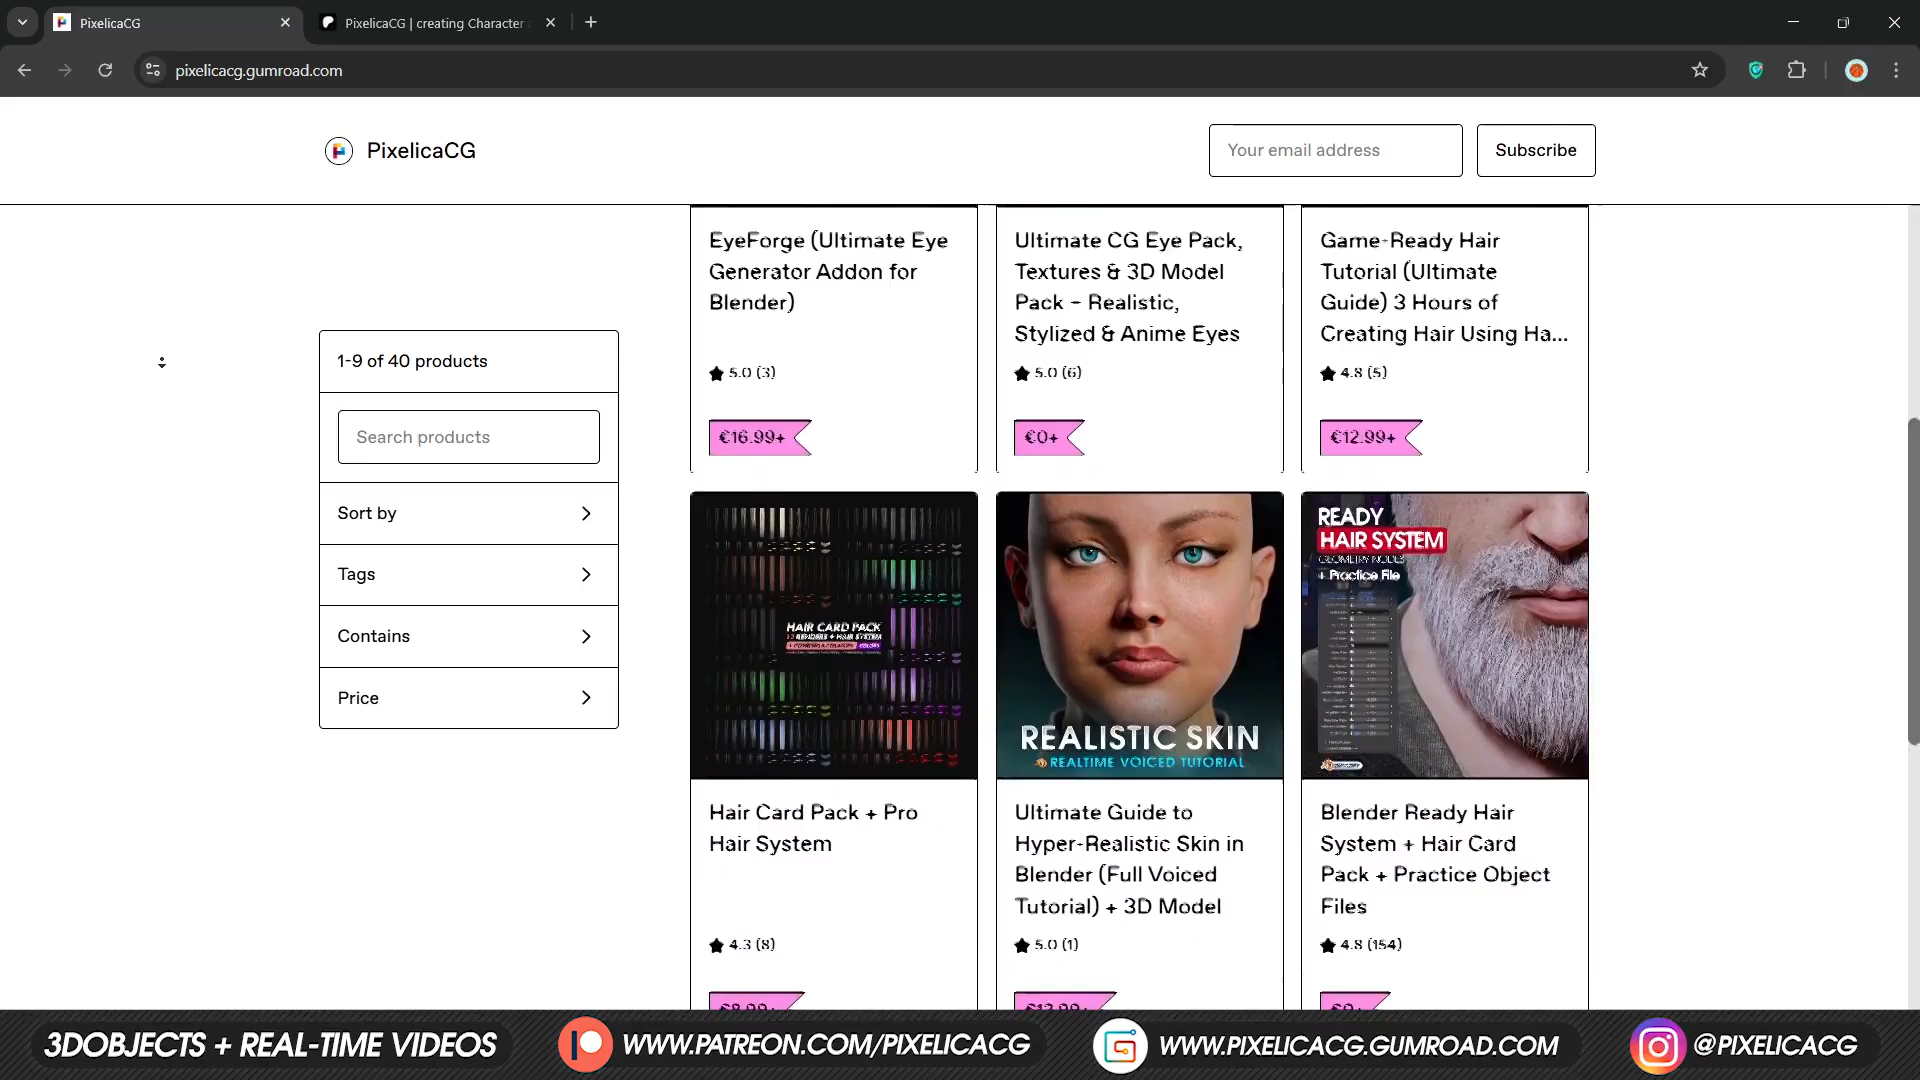 PixelicaCG
PixelicaCG | creating Character
pixelicacg.gumroad.com
PixelicaCG
Your email address
Subscribe
EyeForge (Ultimate Eye
Generator Addon for
Blender)
5.0 (3)
€16.99+
Ultimate CG Eye Pack,
Textures & 3D Model
Pack – Realistic,
Stylized & Anime Eyes
5.0 (6)
€0+
Game-Ready Hair
Tutorial (Ultimate
Guide) 3 Hours of
Creating Hair Using Ha...
4.8 (5)
€12.99+
1-9 of 40 products
Search products
Sort by
Tags
Contains
Price
HAIR CARD PACK
Hair Card Pack + Pro
Hair System
4.3 (8)
REALISTIC SKIN
REALTIME VOICED TUTORIAL
Ultimate Guide to
Hyper-Realistic Skin in
Blender (Full Voiced
Tutorial) + 3D Model
5.0 (1)
READY
HAIR SYSTEM
GEOMETRY NODES
+ Practice File
Blender Ready Hair
System + Hair Card
Pack + Practice Object
Files
4.8 (154)
3DOBJECTS + REAL-TIME VIDEOS
WWW.PATREON.COM/PIXELICACG
WWW.PIXELICACG.GUMROAD.COM
@PIXELICACG